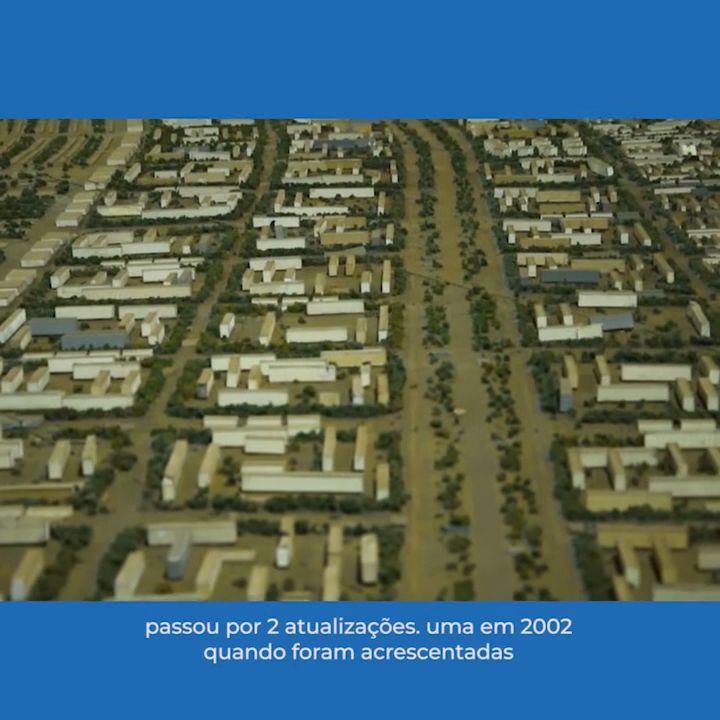 passou por 2 atualizações. uma em 2002
quando foram acrescentadas